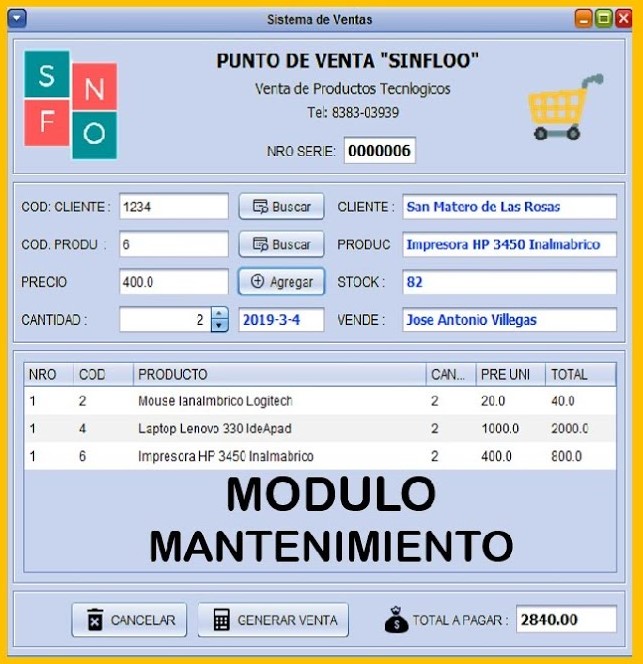 Sistema de Ventas
S
N
F
O
PUNTO DE VENTA "SINFLOO"
Venta de Productos Tecnlogicos
Tel: 8383-03939
NRO SERIE: 0000006
COD: CLIENTE : 1234 Buscar CLIENTE : San Matero de Las Rosas
COD. PRODU : 6 Buscar PRODUC Impresora HP 3450 Inalmabrico
PRECIO 400.0 Agregar STOCK : 82
CANTIDAD : 2 2019-3-4 VENDE : Jose Antonio Villegas
NRO COD PRODUCTO CAN... PRE UNI TOTAL
1 2 Mouse Ianalmbrico Logitech 2 20.0 40.0
1 4 Laptop Lenovo 330 IdeApad 2 1000.0 2000.0
1 6 Impresora HP 3450 Inalmabrico 2 400.0 800.0
MODULO
MANTENIMIENTO
CANCELAR GENERAR VENTA $ TOTAL A PAGAR : 2840.00